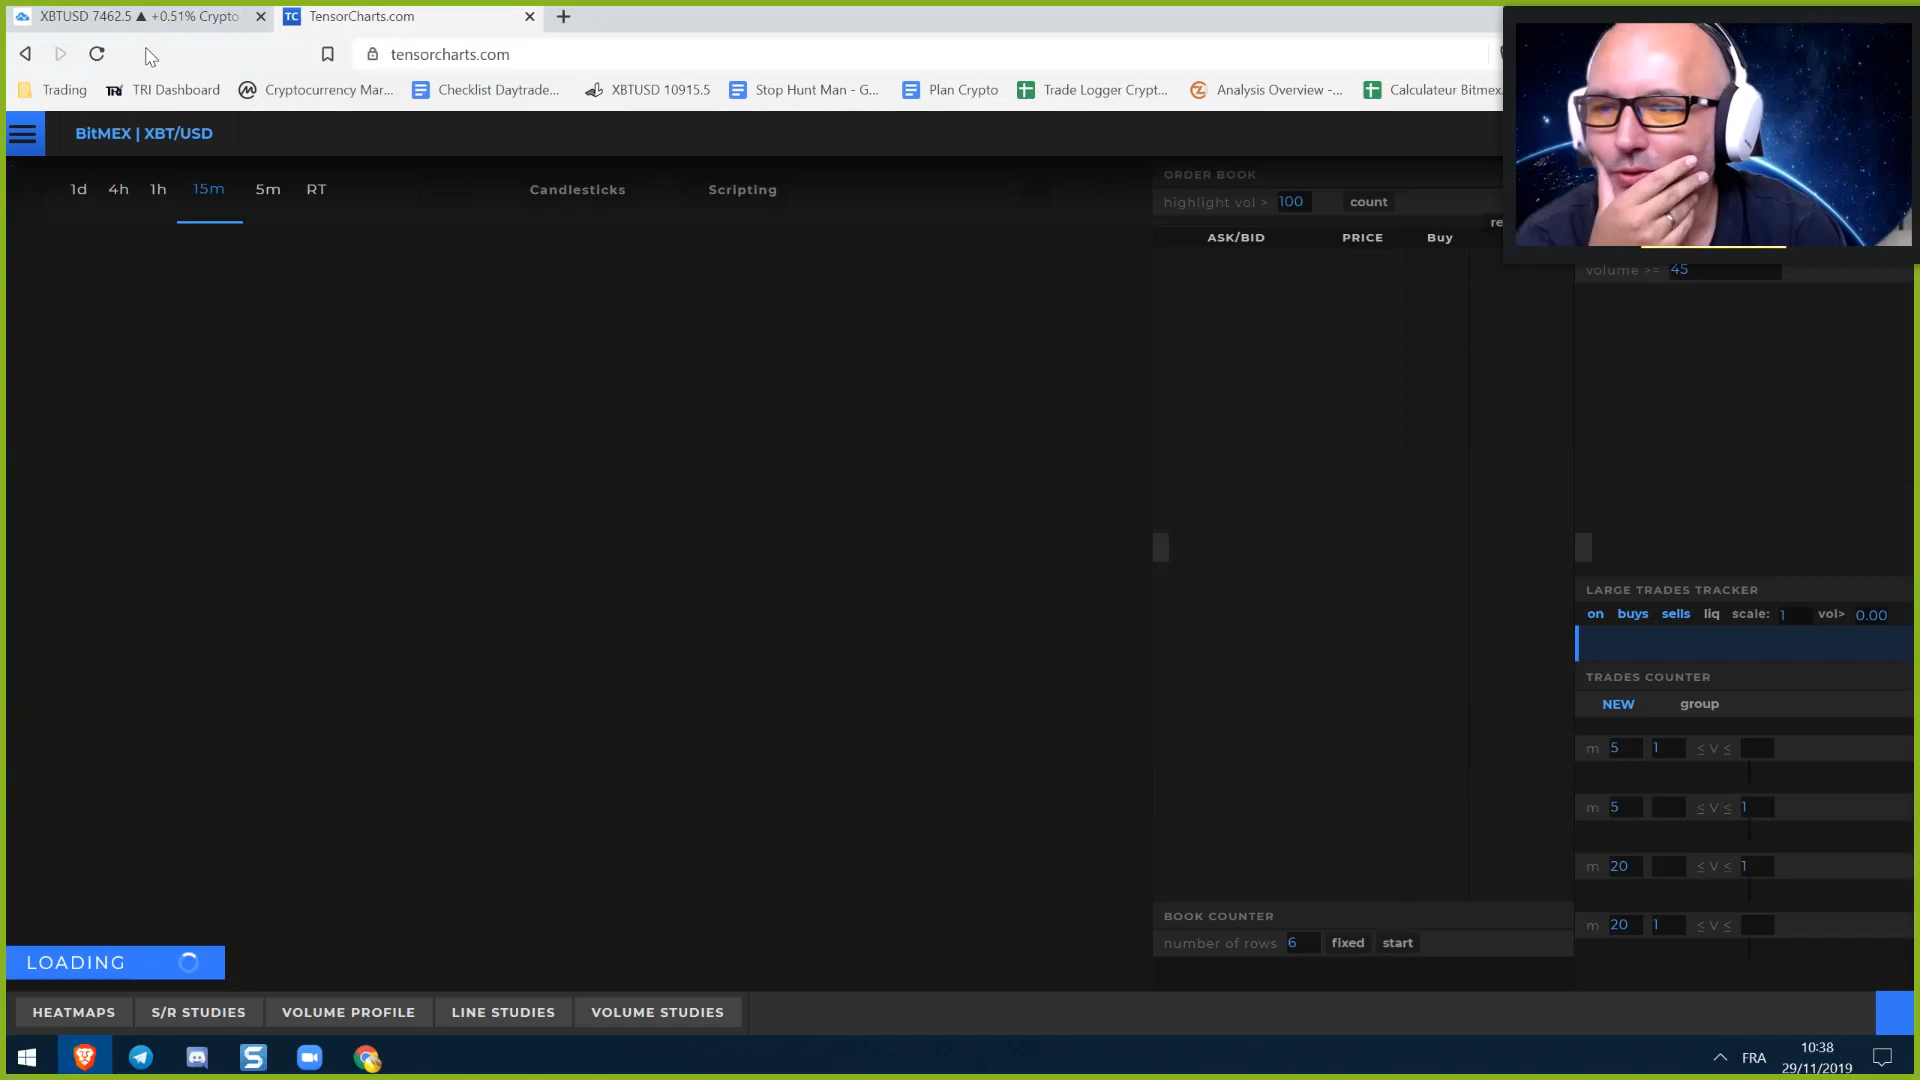 XBTUSD 7462.5 ▲ +0.51% Crypto
TC TensorCharts.com
tensorcharts.com
Trading
TRI TRI Dashboard
Cryptocurrency Mar...
Checklist Daytrade...
XBTUSD 10915.5
Stop Hunt Man - G...
Plan Crypto
Trade Logger Crypt...
Analysis Overview -...
Calculateur Bitmex
BitMEX | XBT/USD
1d 4h 1h 15m 5m RT Candlesticks Scripting
ORDER BOOK
highlight vol > 100 count
re
ASK/BID PRICE Buy
volume >= 45
LARGE TRADES TRACKER
on buys sells liq scale: 1 vol> 0.00
TRADES COUNTER
NEW group
m 5 1 ≤ V ≤
m 5 ≤ V ≤ 1
m 20 ≤ V ≤ 1
m 20 1 ≤ V ≤
BOOK COUNTER
number of rows 6 fixed start
LOADING
HEATMAPS S/R STUDIES VOLUME PROFILE LINE STUDIES VOLUME STUDIES
FRA
10:38
29/11/2019